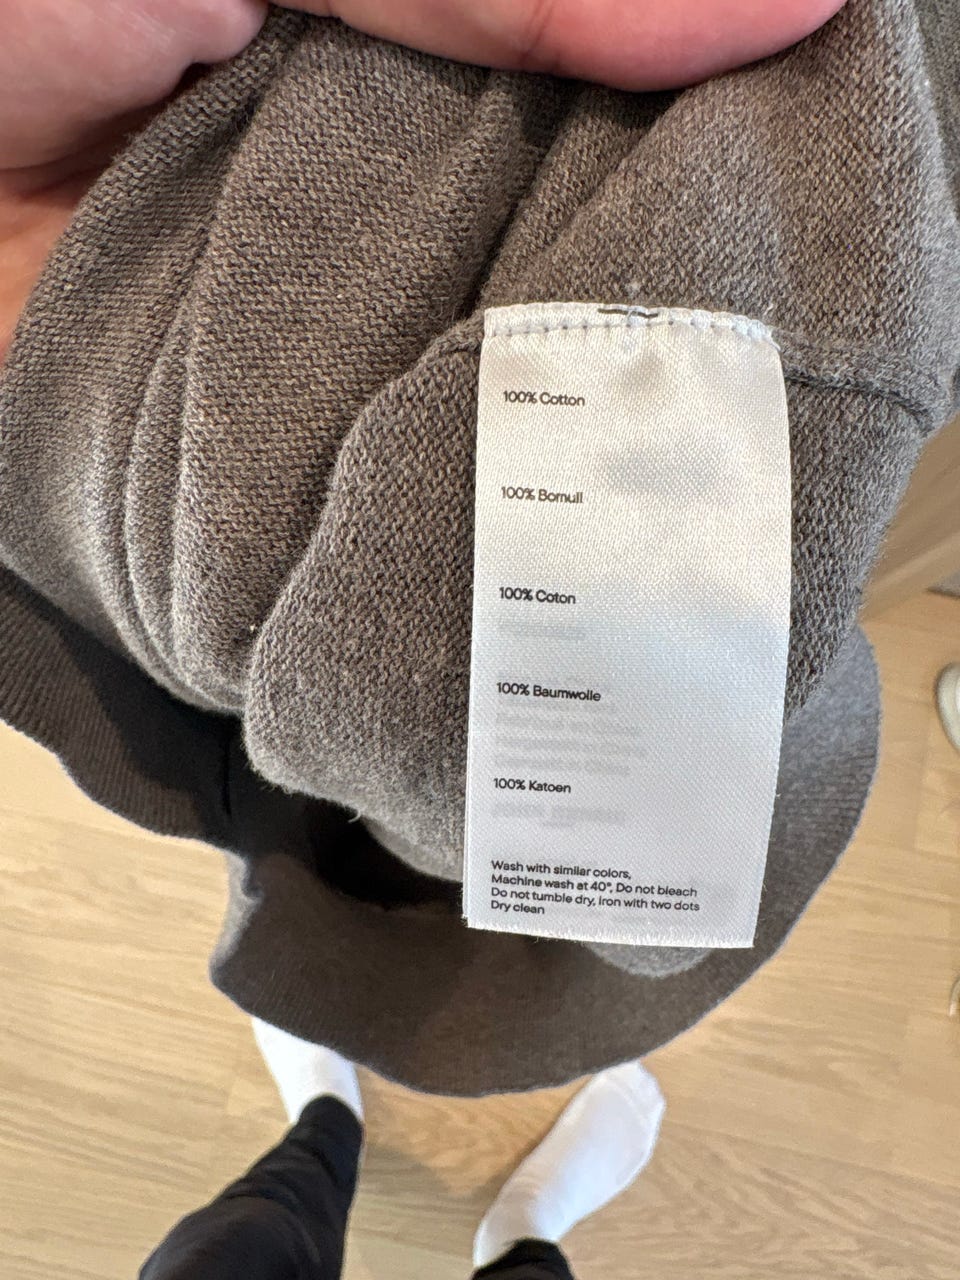 100% Cotton
100% Bomull
100% Coton
100% Baumwolle
100% Katoen
Wash with similar colors,
Machine wash at 40°, Do not bleach
Do not tumble dry, iron with two dots
Dry clean